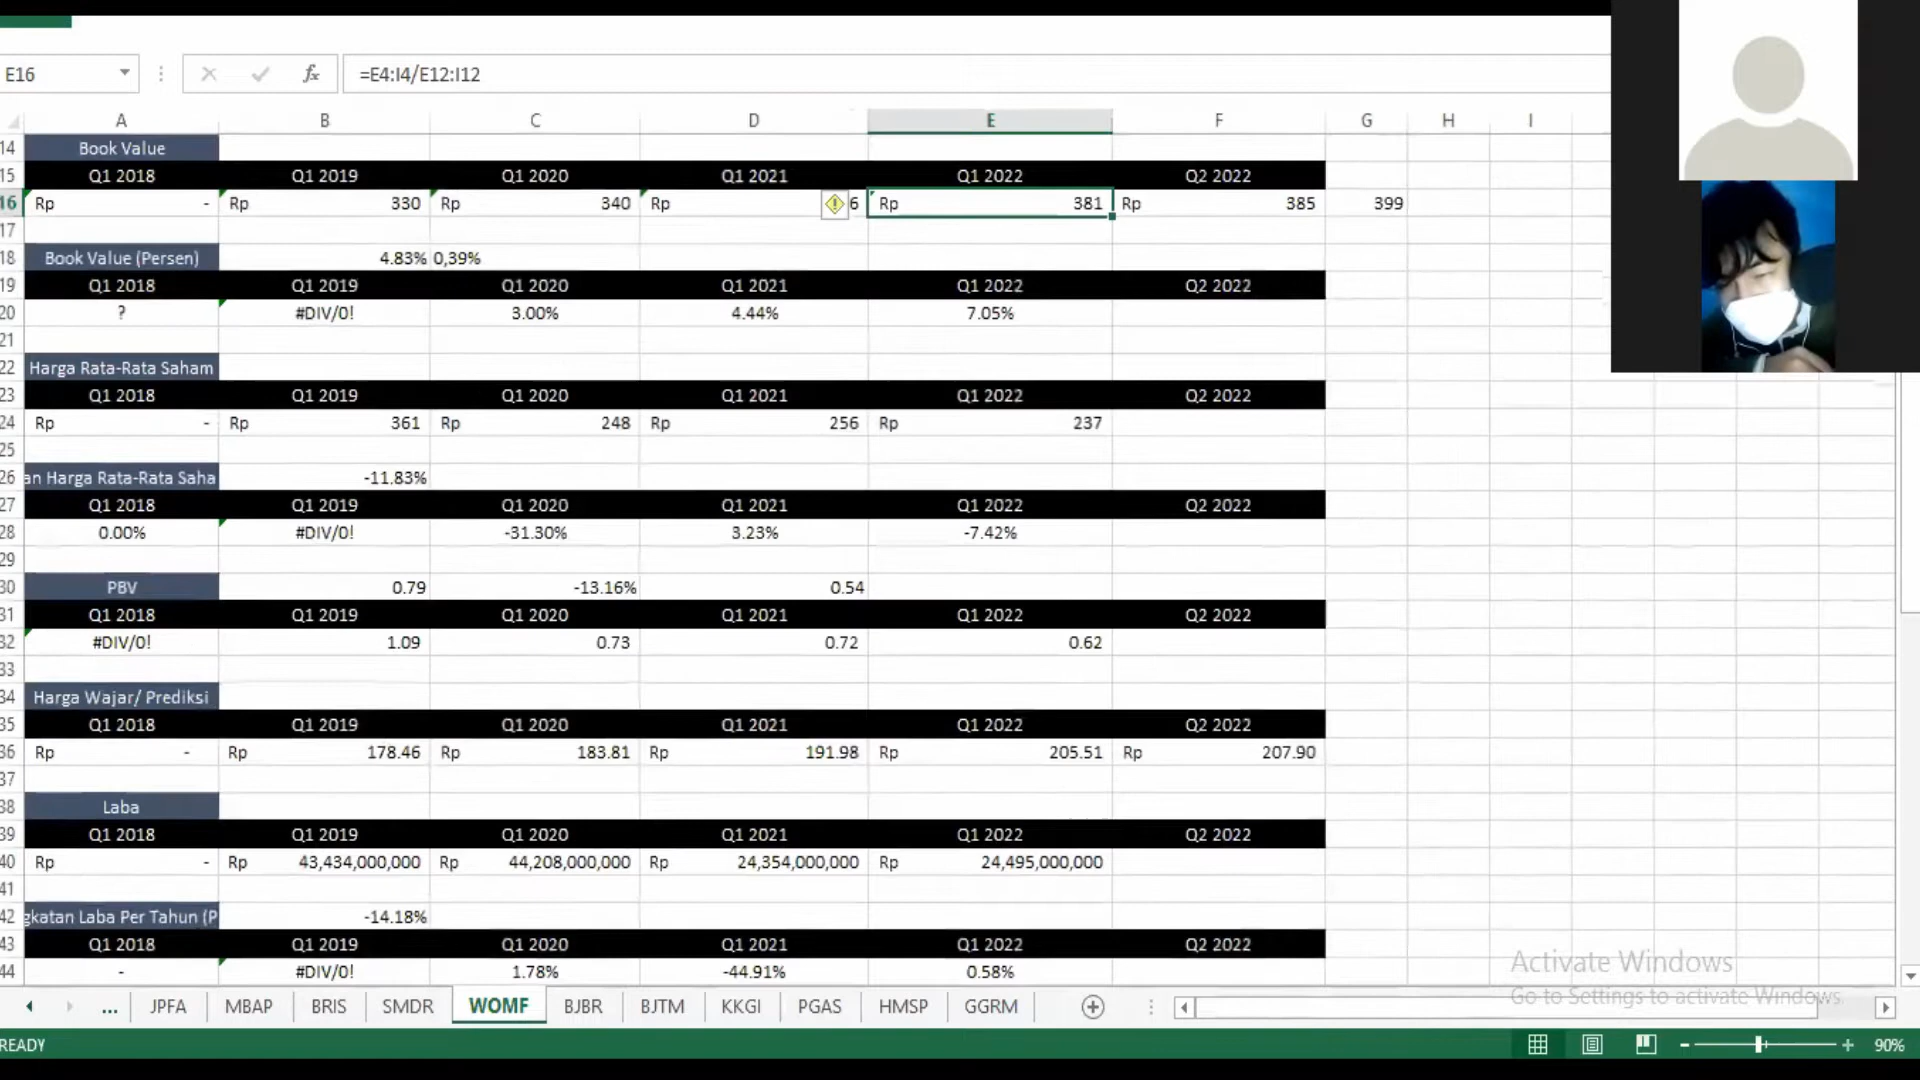 E16 fx =E4:I4/E12:I12
A B C D E F G H I
14 Book Value
15 Q1 2018 Q1 2019 Q1 2020 Q1 2021 Q1 2022 Q2 2022
16 Rp - Rp 330 Rp 340 Rp 6 Rp 381 Rp 385 399
17
18 Book Value (Persen) 4.83% 0,39%
19 Q1 2018 Q1 2019 Q1 2020 Q1 2021 Q1 2022 Q2 2022
20 ? #DIV/0! 3.00% 4.44% 7.05%
21
22 Harga Rata-Rata Saham
23 Q1 2018 Q1 2019 Q1 2020 Q1 2021 Q1 2022 Q2 2022
24 Rp - Rp 361 Rp 248 Rp 256 Rp 237
25
26 an Harga Rata-Rata Saha -11.83%
27 Q1 2018 Q1 2019 Q1 2020 Q1 2021 Q1 2022 Q2 2022
28 0.00% #DIV/0! -31.30% 3.23% -7.42%
29
30 PBV 0.79 -13.16% 0.54
31 Q1 2018 Q1 2019 Q1 2020 Q1 2021 Q1 2022 Q2 2022
32 #DIV/0! 1.09 0.73 0.72 0.62
33
34 Harga Wajar/ Prediksi
35 Q1 2018 Q1 2019 Q1 2020 Q1 2021 Q1 2022 Q2 2022
36 Rp - Rp 178.46 Rp 183.81 Rp 191.98 Rp 205.51 Rp 207.90
37
38 Laba
39 Q1 2018 Q1 2019 Q1 2020 Q1 2021 Q1 2022 Q2 2022
40 Rp - Rp 43,434,000,000 Rp 44,208,000,000 Rp 24,354,000,000 Rp 24,495,000,000
41
42 gkatan Laba Per Tahun (P -14.18%
43 Q1 2018 Q1 2019 Q1 2020 Q1 2021 Q1 2022 Q2 2022
44 - #DIV/0! 1.78% -44.91% 0.58%
Activate Windows
Go to Settings to activate Windows.
... JPFA MBAP BRIS SMDR WOMF BJBR BJTM KKGI PGAS HMSP GGRM
READY 90%